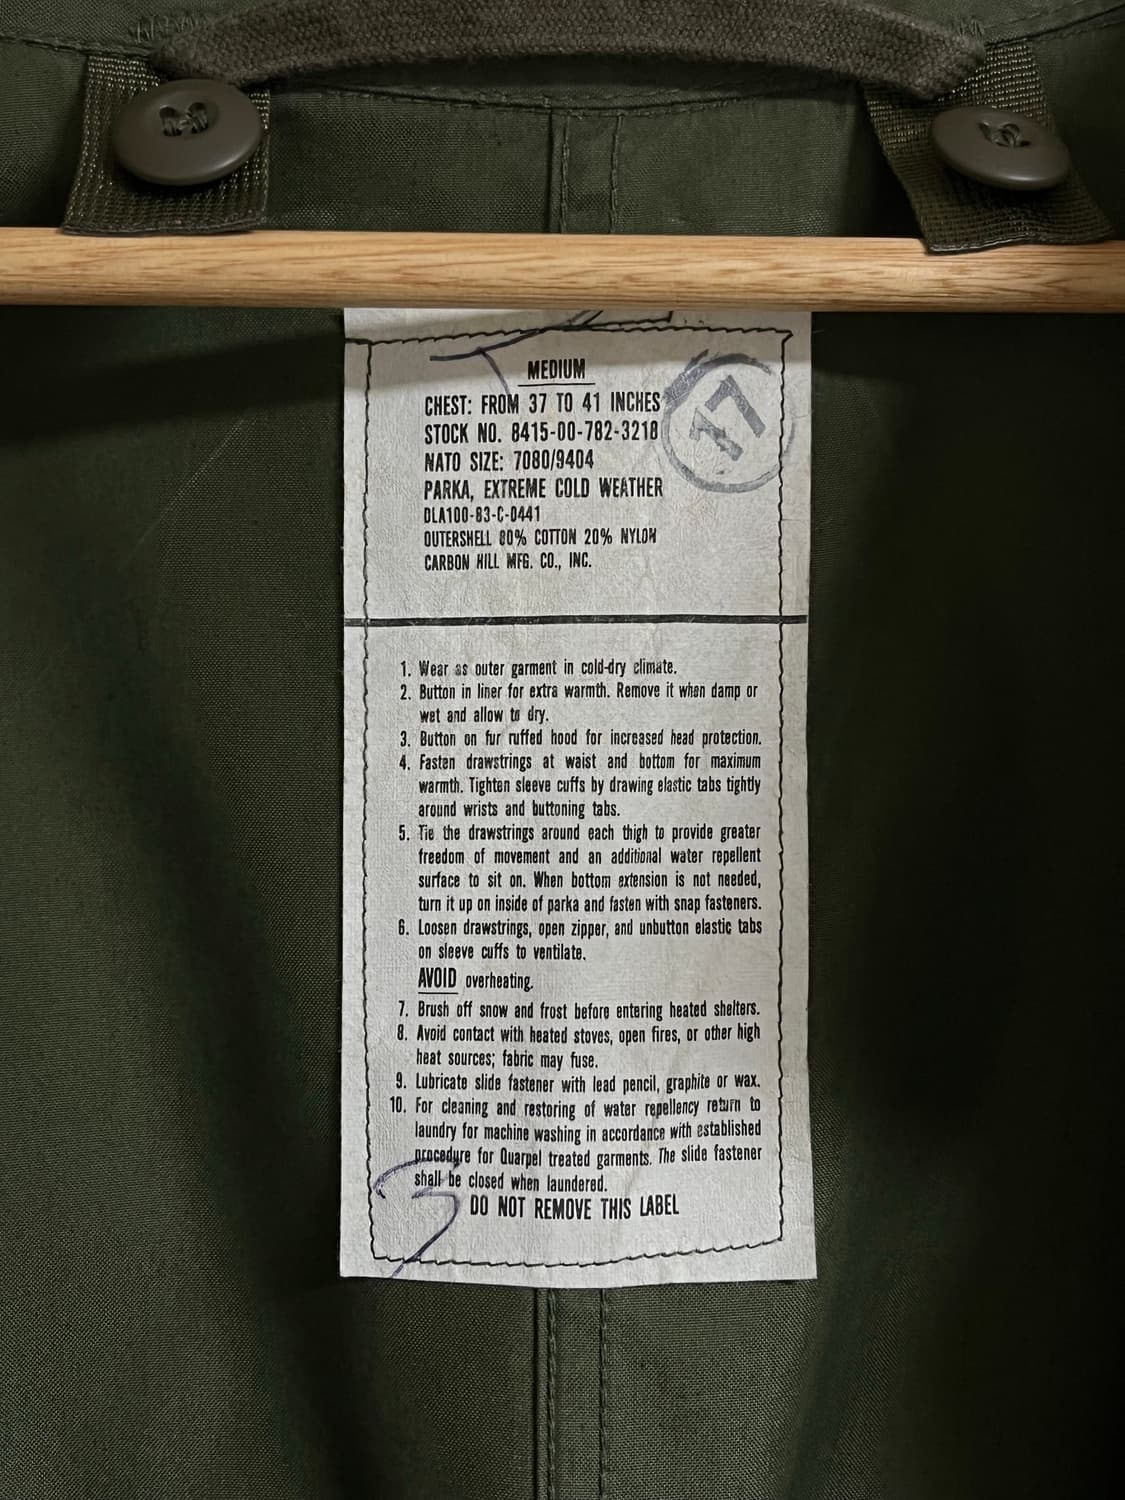 MEDIUM
CHEST: FROM 37 TO 41 INCHES
17
STOCK NO. 8415-00-782-3218
NATO SIZE: 7080/9404
PARKA, EXTREME COLD WEATHER
DLA100-83-C-0441
OUTERSHELL 80% COTTON 20% NYLON
CARBON HILL MFG. CO., INC.
1. Wear as outer garment in cold-dry climate.
2. Button in liner for extra warmth. Remove it when damp or
wet and allow to dry.
3. Button on fur ruffed hood for increased head protection.
4. Fasten drawstrings at waist and bottom for maximum
warmth. Tighten sleeve cuffs by drawing elastic tabs tightly
around wrists and buttoning tabs.
5. Tie the drawstrings around each thigh to provide greater
freedom of movement and an additional water repellent
surface to sit on. When bottom extension is not needed,
turn it up on inside of parka and fasten with snap fasteners.
6. Loosen drawstrings, open zipper, and unbutton elastic tabs
on sleeve cuffs to ventilate.
AVOID overheating.
7. Brush off snow and frost before entering heated shelters.
8. Avoid contact with heated stoves, open fires, or other high
heat sources; fabric may fuse.
9. Lubricate slide fastener with lead pencil, graphite or wax.
10. For cleaning and restoring of water repellency return to
laundry for machine washing in accordance with established
procedure for Quarpel treated garments. The slide fastener
shall be closed when laundered.
DO NOT REMOVE THIS LABEL